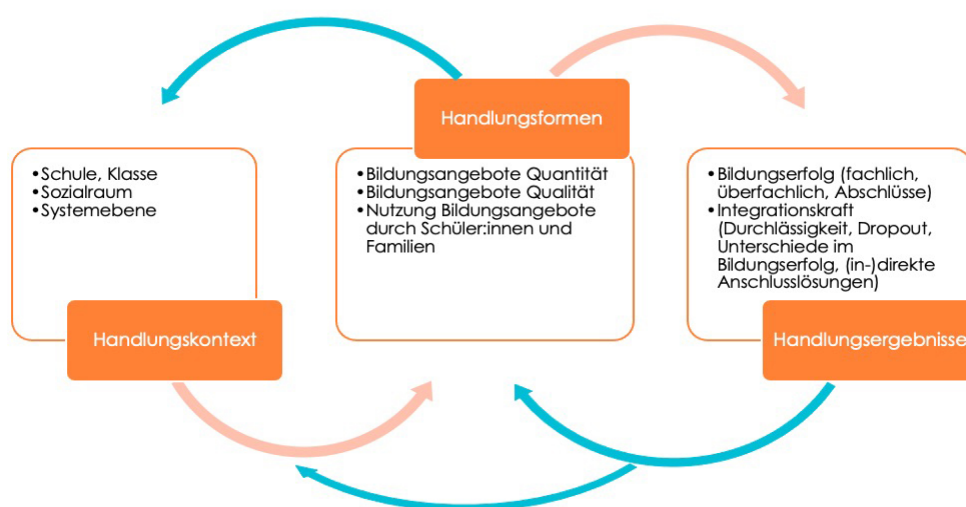 Handlungsformen
•Schule, Klasse
•Sozialraum
•Systemebene
Handlungskontext
•Bildungsangebote Quantität
•Bildungsangebote Qualität
•Nutzung Bildungsangebote
durch Schüler:innen und
Familien
•Bildungserfolg (fachlich,
überfachlich, Abschlüsse)
•Integrationskraft
(Durchlässigkeit, Dropout,
Unterschiede im
Bildungserfolg, (in-)direkte
Anschlusslösungen)
Handlungsergebnisse